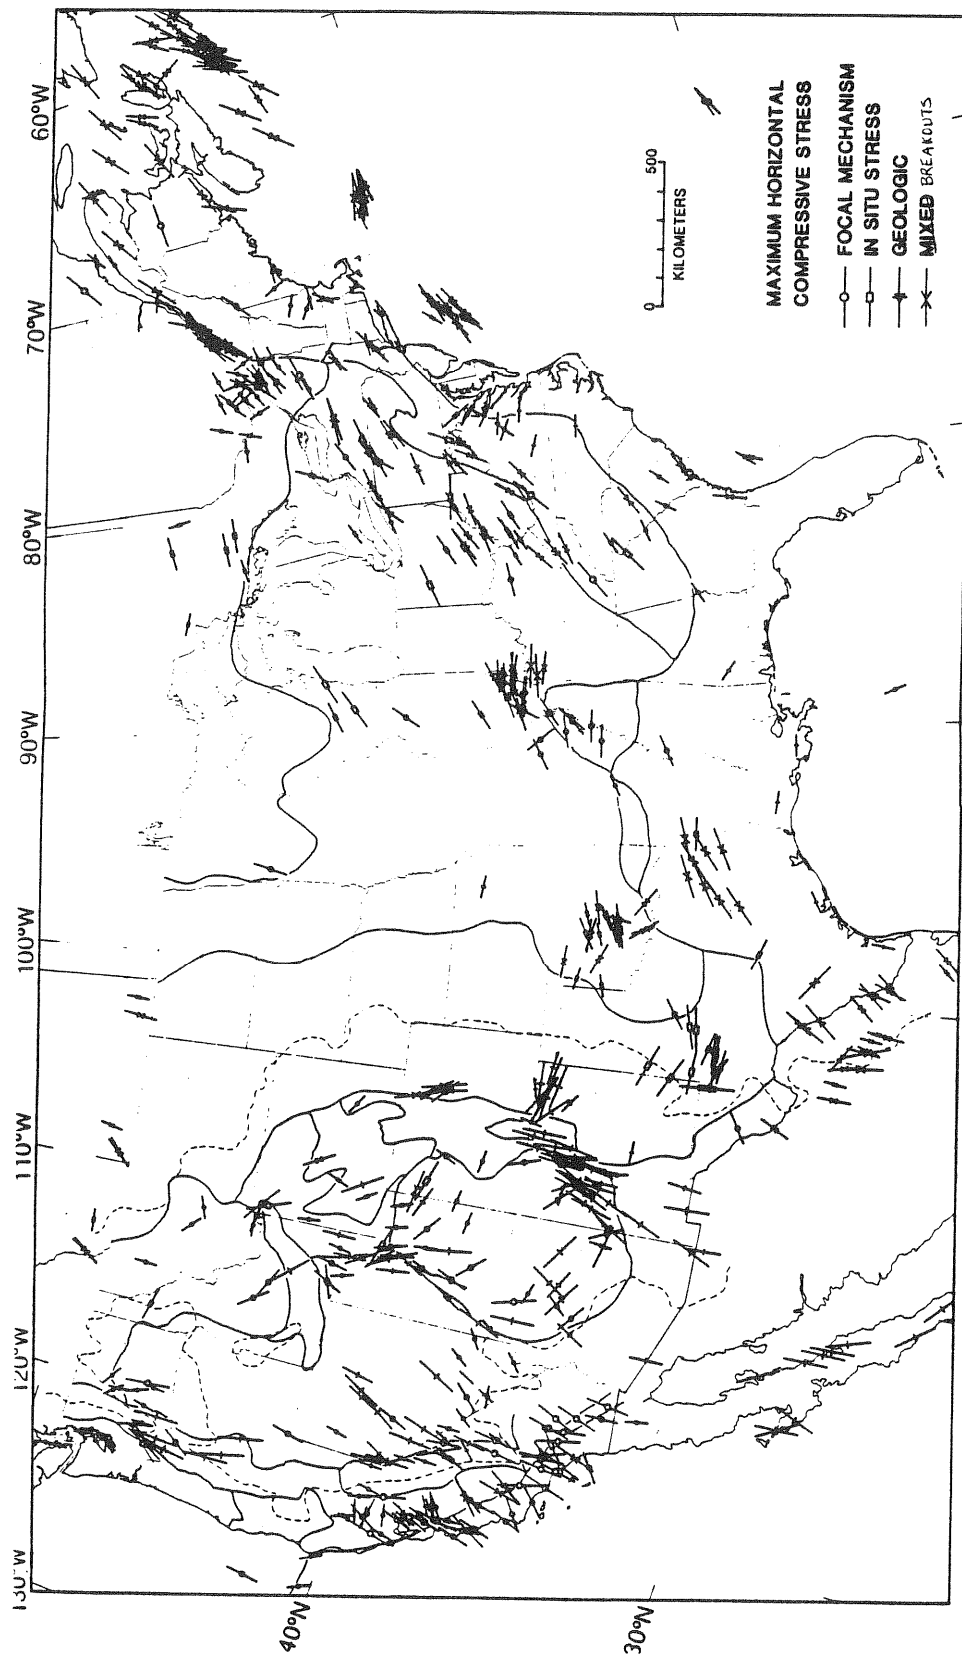 130°W
120°W
110°W
100°W
90°W
80°W
70°W
60°W
40°N
30°N
0 500
KILOMETERS
MAXIMUM HORIZONTAL
COMPRESSIVE STRESS
FOCAL MECHANISM
IN SITU STRESS
GEOLOGIC
MIXED BREAKOUTS